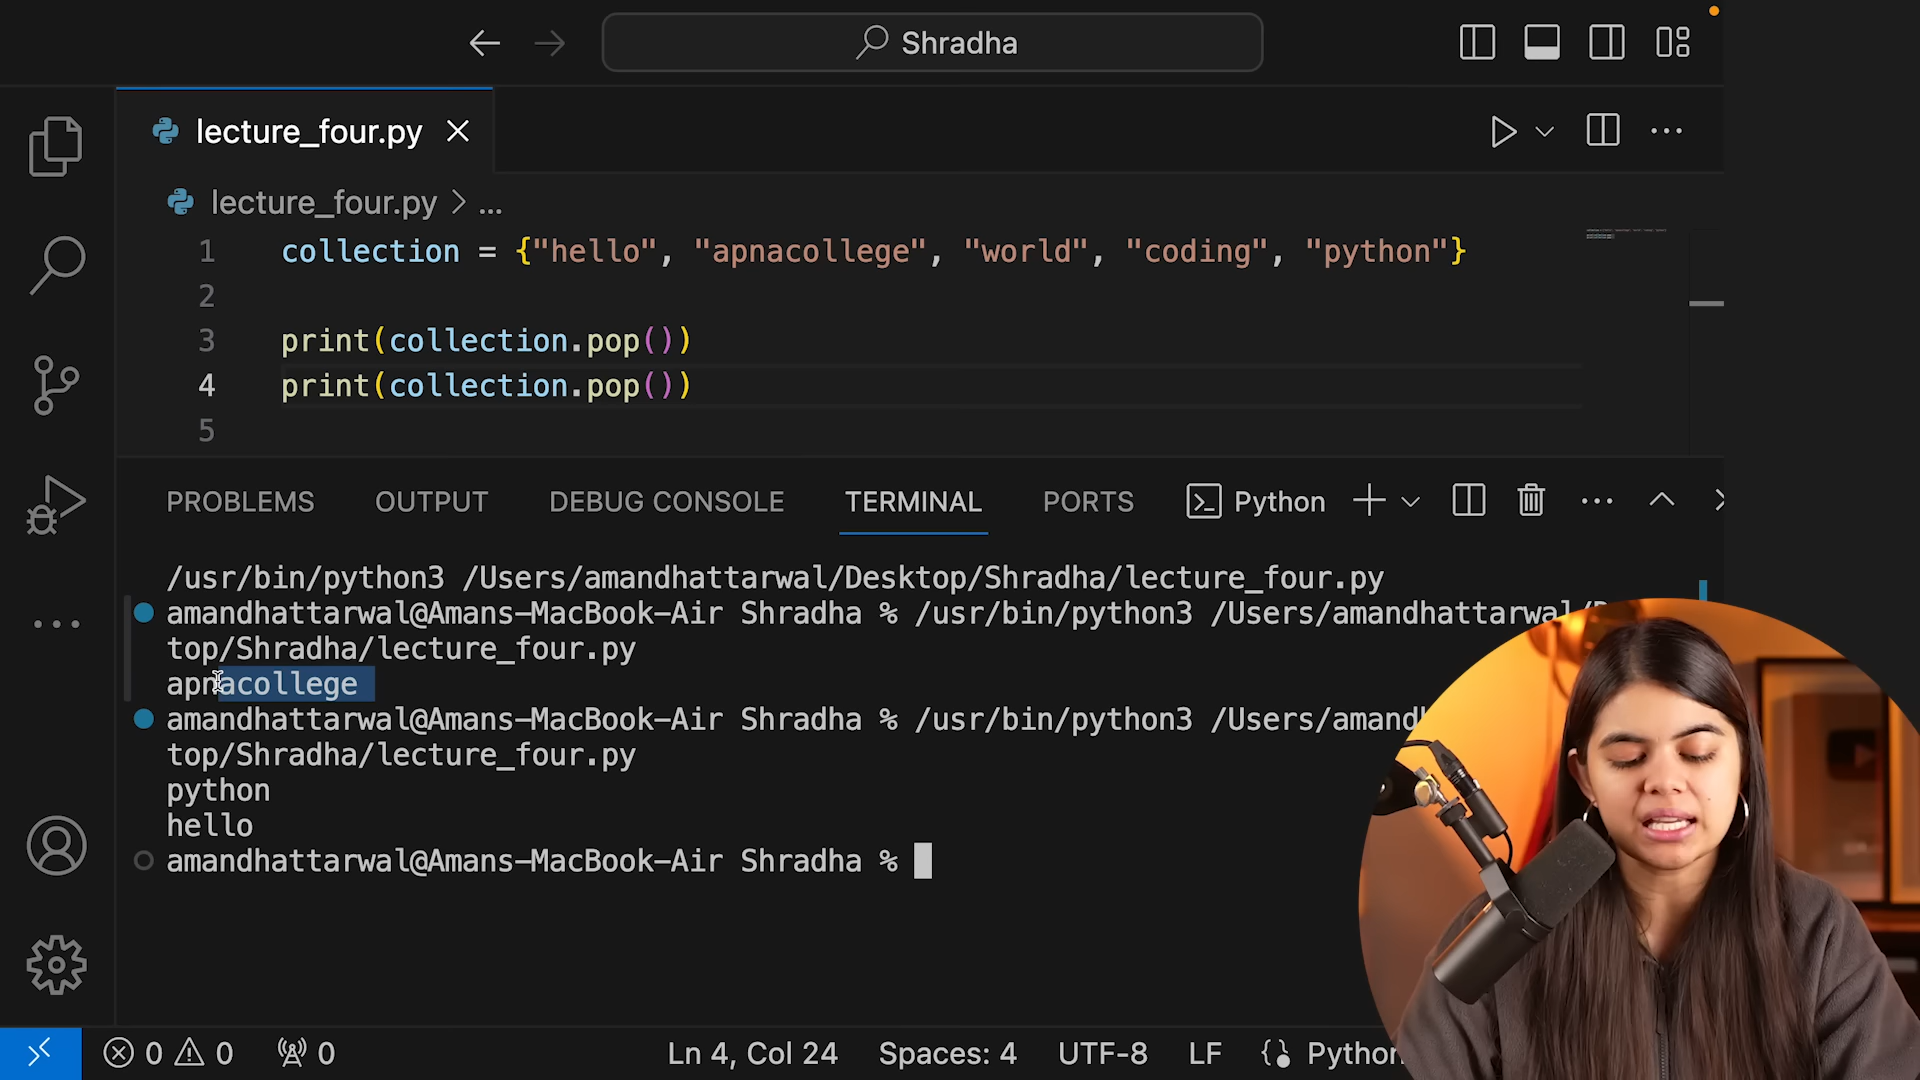 Shradha
lecture_four.py
lecture_four.py > ...
1 collection = {"hello", "apnacollege", "world", "coding", "python"}
2
3 print(collection.pop())
4 print(collection.pop())
5
PROBLEMS OUTPUT DEBUG CONSOLE TERMINAL PORTS Python
/usr/bin/python3 /Users/amandhattarwal/Desktop/Shradha/lecture_four.py
amandhattarwal@Amans-MacBook-Air Shradha % /usr/bin/python3 /Users/amandhattarwal/
top/Shradha/lecture_four.py
apnacollege
amandhattarwal@Amans-MacBook-Air Shradha % /usr/bin/python3 /Users/amand
top/Shradha/lecture_four.py
python
hello
amandhattarwal@Amans-MacBook-Air Shradha %
0 0 0 Ln 4, Col 24 Spaces: 4 UTF-8 LF Python